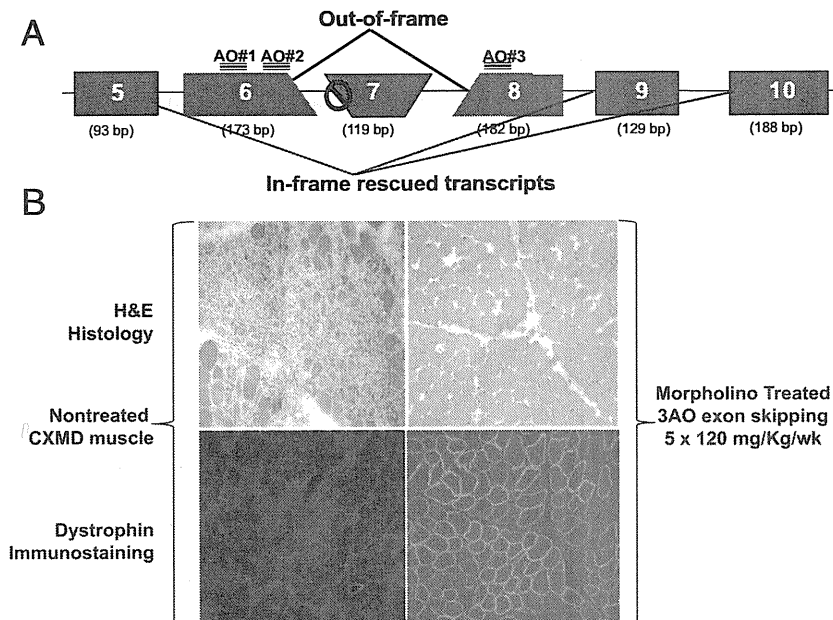 A
Out-of-frame
AO#1 AO#2 AO#3
5 6 7 8 9 10
(93 bp) (173 bp) (119 bp) (182 bp) (129 bp) (188 bp)
In-frame rescued transcripts
B
H&E
Histology
Nontreated
CXMD muscle
Dystrophin
Immunostaining
Morpholino Treated
3AO exon skipping
5 x 120 mg/Kg/wk